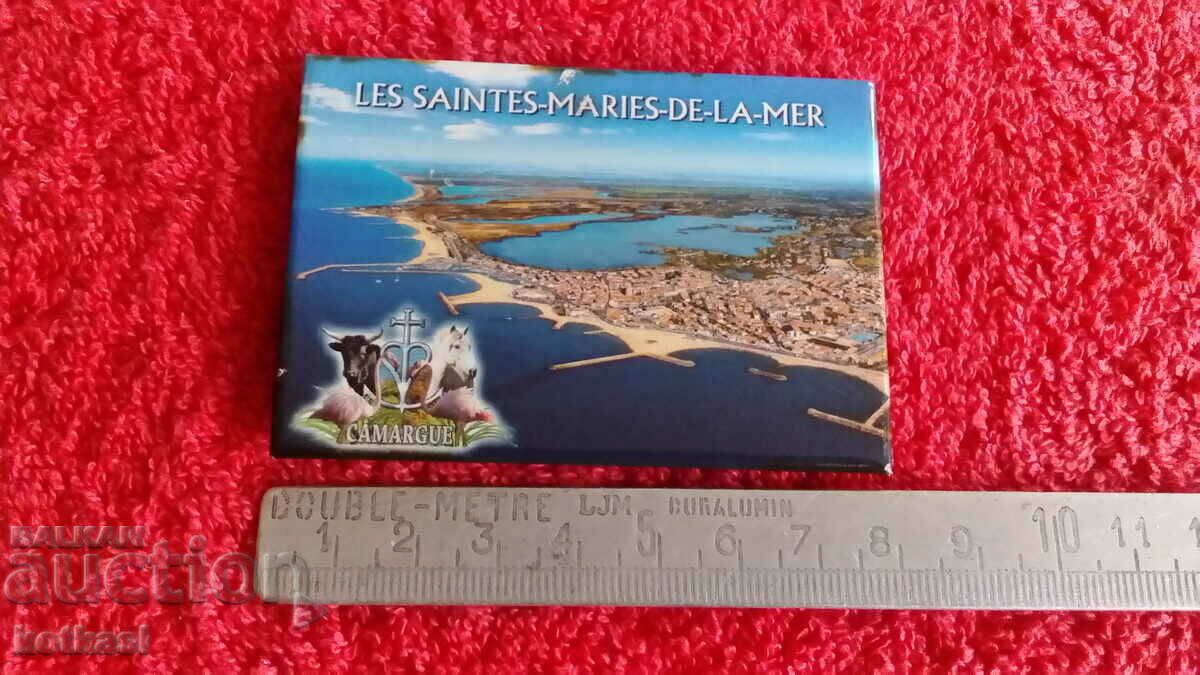 LES SAINTES-MARIES-DE-LA-MER
CAMARGUE
DOUBLE-METRE LJM DURALUMIN
1 2 3 4 5 6 7 8 9 10 11
BALKAN
auction
kotkasl